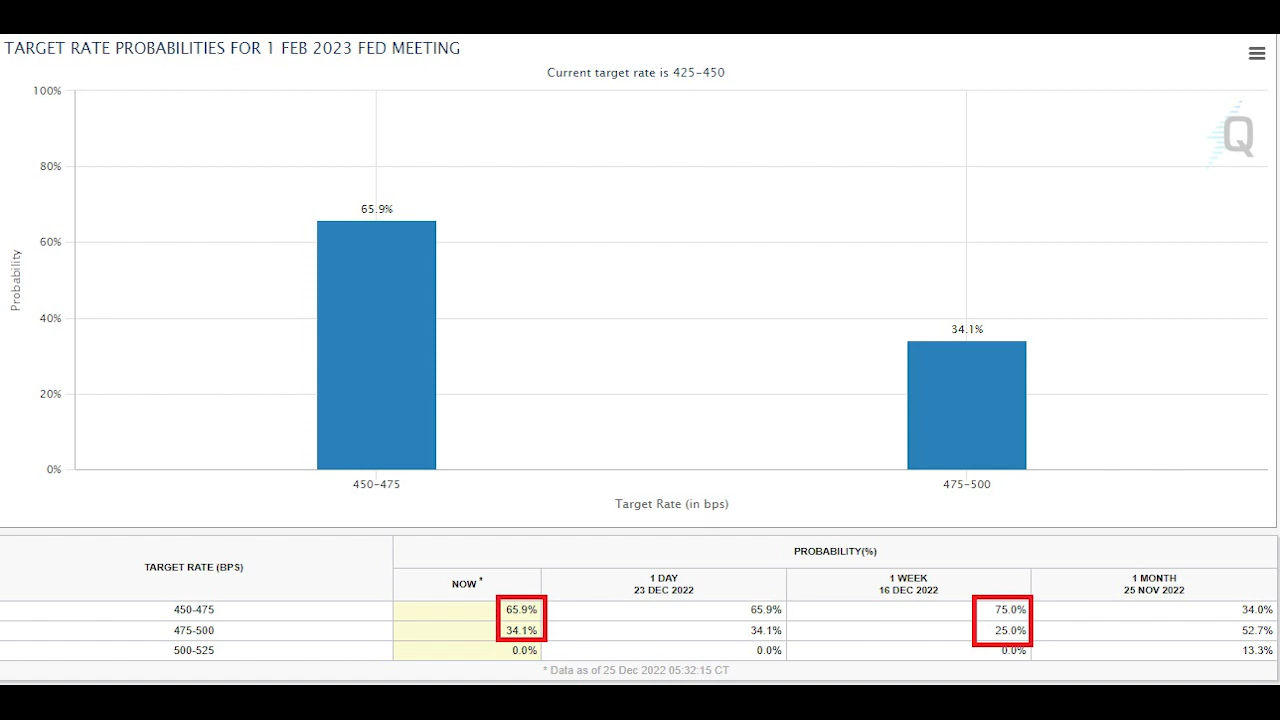 TARGET RATE PROBABILITIES FOR 1 FEB 2023 FED MEETING
Current target rate is 425-450
100%
80%
60%
40%
20%
0%
Probability
65.9%
34.1%
450-475
475-500
Target Rate (in bps)
Q
TARGET RATE (BPS)
PROBABILITY(%)
NOW *
1 DAY
23 DEC 2022
1 WEEK
16 DEC 2022
1 MONTH
25 NOV 2022
450-475 65.9% 65.9% 75.0% 34.0%
475-500 34.1% 34.1% 25.0% 52.7%
500-525 0.0% 0.0% 0.0% 13.3%
* Data as of 25 Dec 2022 05:32:15 CT